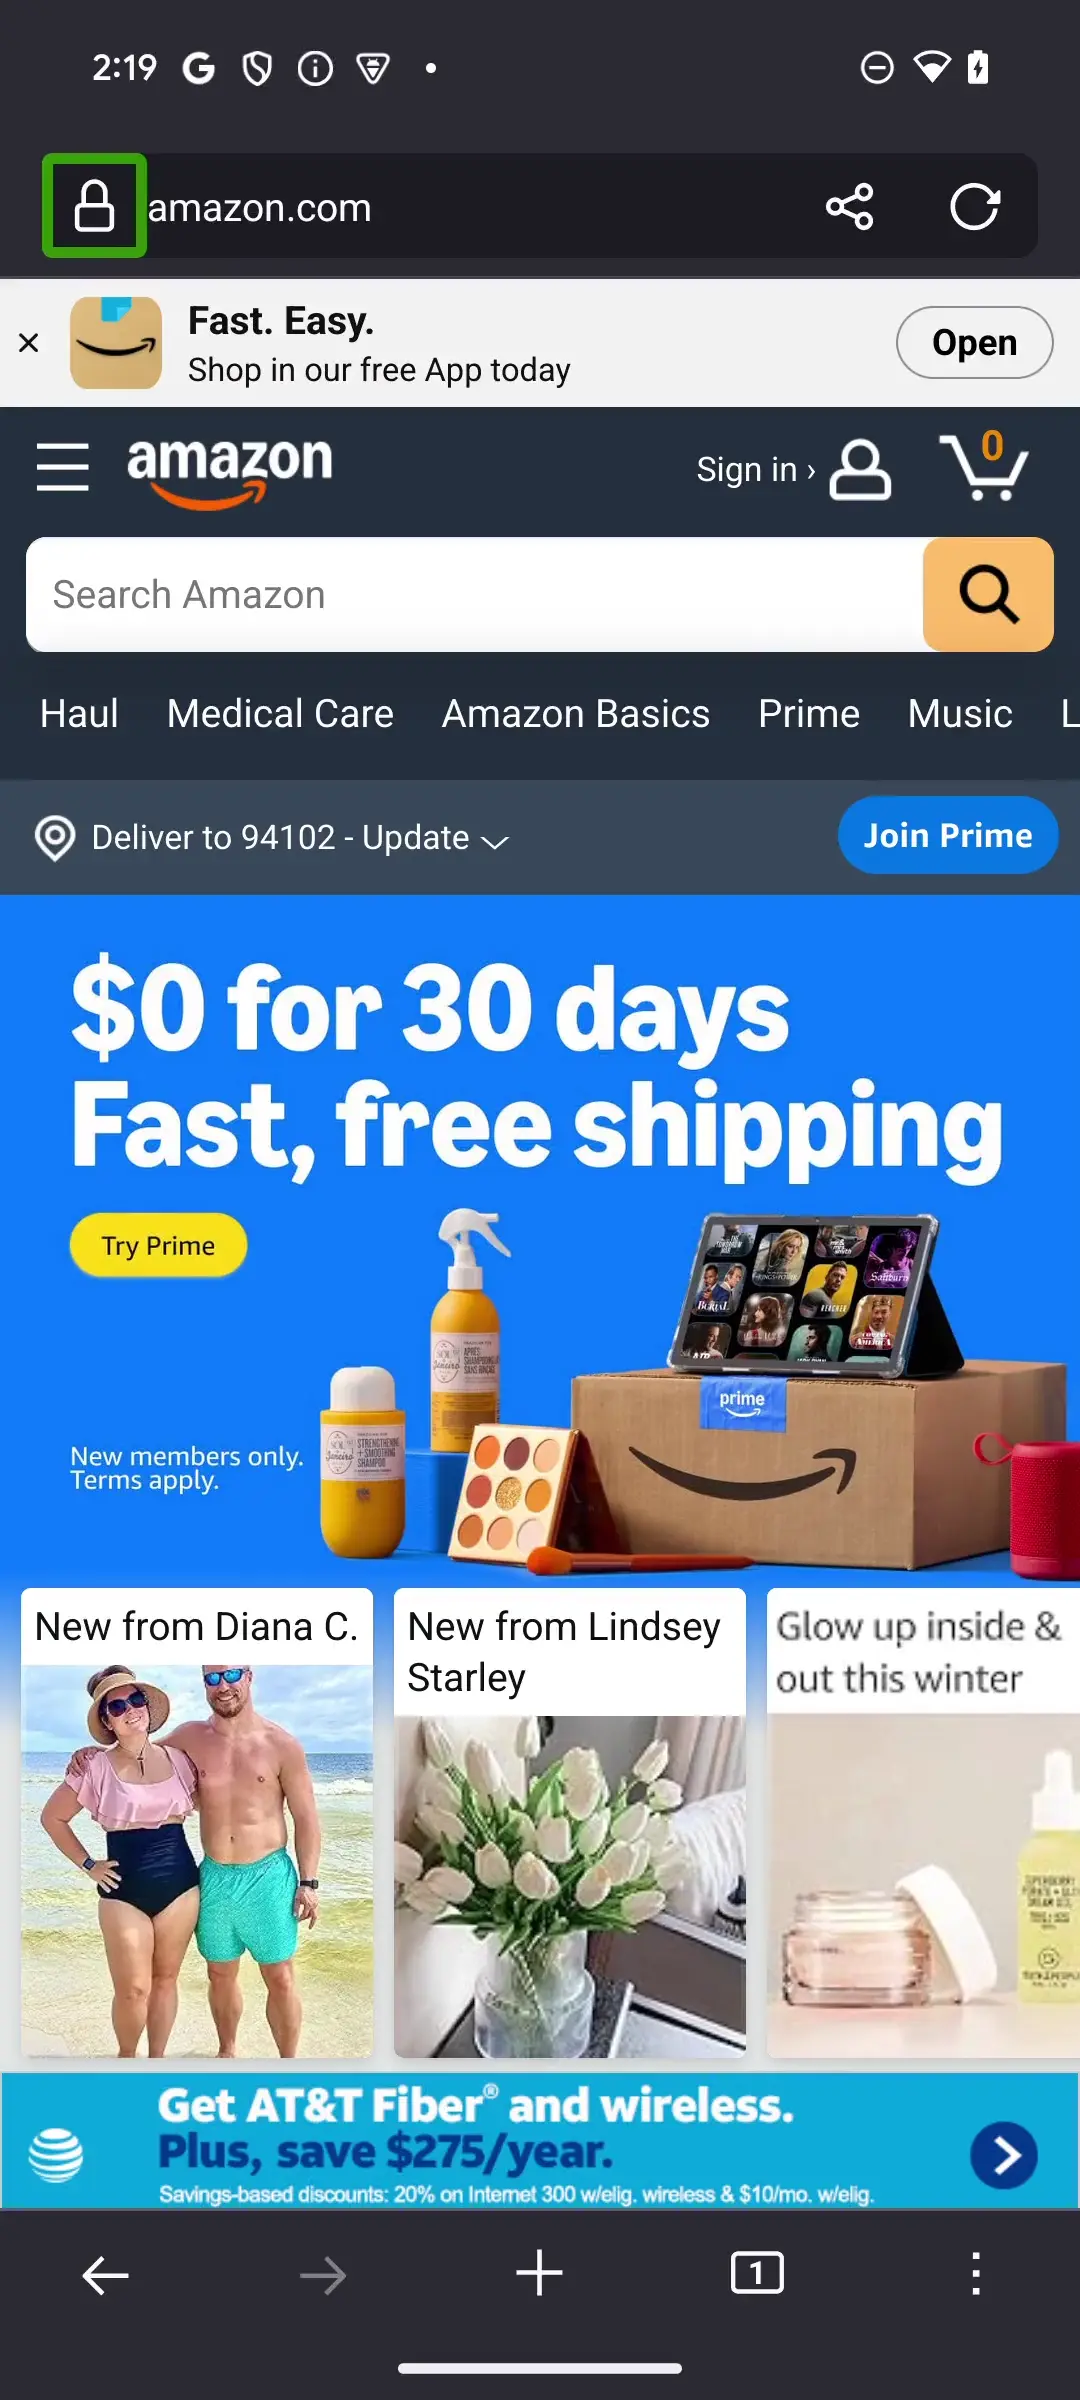 2:19
amazon.com
Fast. Easy.
Shop in our free App today
Open
amazon
Sign in ›
0
Search Amazon
Haul Medical Care Amazon Basics Prime Music L
Deliver to 94102 - Update
Join Prime
$0 for 30 days
Fast, free shipping
Try Prime
prime
New members only.
Terms apply.
STRENGTHENING
+SMOOTHING
SHAMPOO
New from Diana C.
New from Lindsey
Starley
Glow up inside &
out this winter
Get AT&T Fiber® and wireless.
Plus, save $275/year.
Savings-based discounts: 20% on Internet 300 w/elig. wireless & $10/mo. w/elig.
1